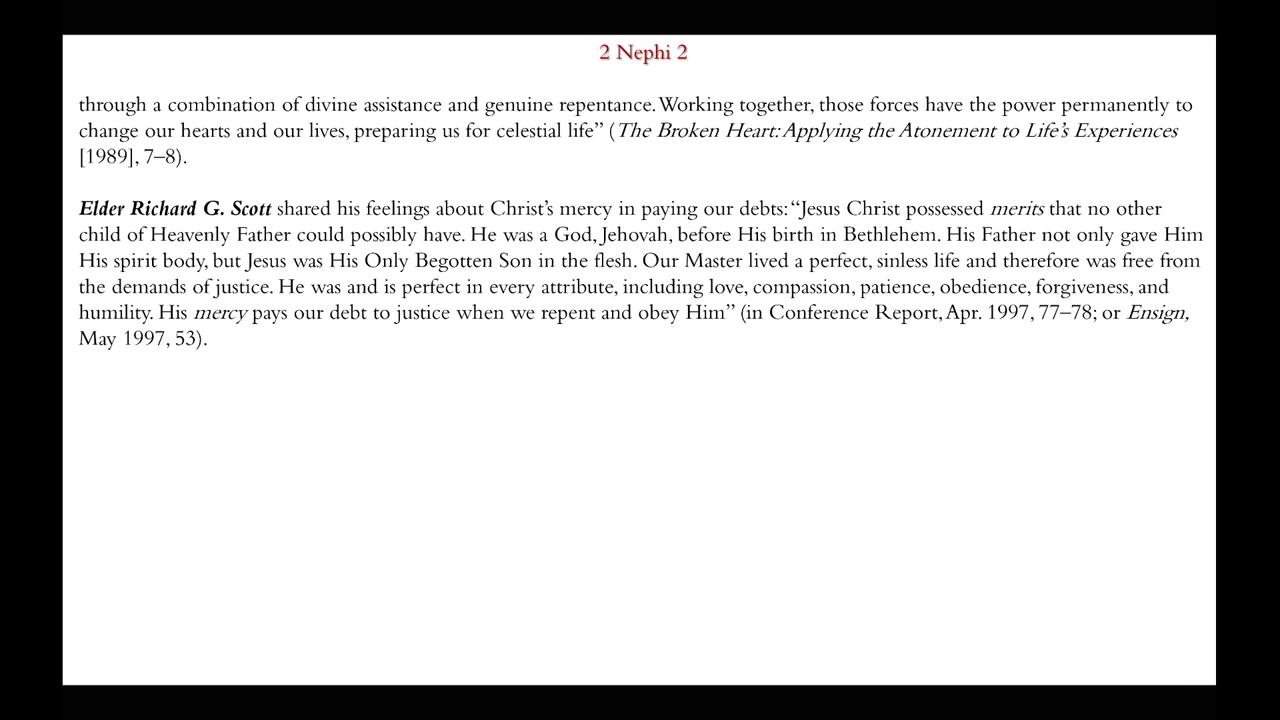 2 Nephi 2
through a combination of divine assistance and genuine repentance. Working together, those forces have the power permanently to
change our hearts and our lives, preparing us for celestial life” (The Broken Heart: Applying the Atonement to Life’s Experiences
[1989], 7–8).
Elder Richard G. Scott shared his feelings about Christ’s mercy in paying our debts: “Jesus Christ possessed merits that no other
child of Heavenly Father could possibly have. He was a God, Jehovah, before His birth in Bethlehem. His Father not only gave Him
His spirit body, but Jesus was His Only Begotten Son in the flesh. Our Master lived a perfect, sinless life and therefore was free from
the demands of justice. He was and is perfect in every attribute, including love, compassion, patience, obedience, forgiveness, and
humility. His mercy pays our debt to justice when we repent and obey Him” (in Conference Report, Apr. 1997, 77–78; or Ensign,
May 1997, 53).